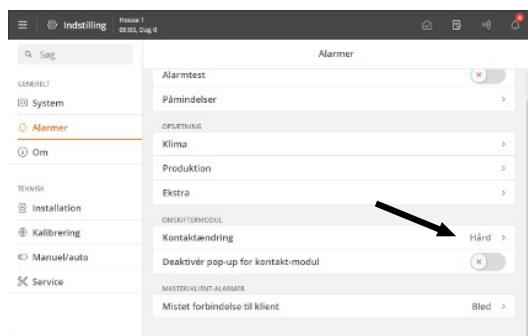 Indstilling
House 1
08:03, Dag 0
Søg
Alarmer
GENERELT
System
Alarmer
Om
TEKNISK
Installation
Kalibrering
Manuel/auto
Service
Alarmtest
Påmindelser
OPSÆTNING
Klima
Produktion
Ekstra
OMSKIFTERMODUL
Kontaktændring Hård
Deaktivér pop-up for kontakt-modul
MASTER/KLIENT-ALARMER
Mistet forbindelse til klient Blød